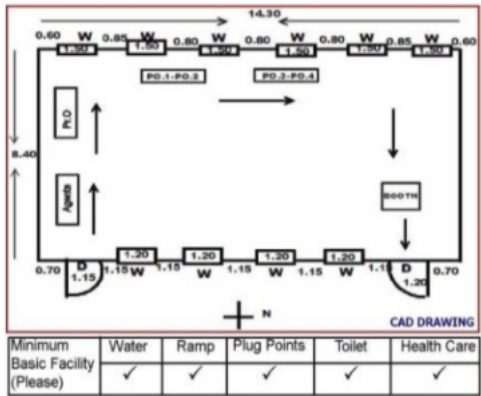 14.30
0.60 W 0.85 W 0.80 W 0.80 W 0.80 W 0.85 W 0.60
1.50 1.50 1.50 1.50 1.50 1.50
PO.1-PO.2 PO.3-PO.4
Pr.O
8.40
Agents
BOOTH
1.20 1.20 1.20 1.20
0.70 D 1.15 1.15 W 1.15 W 1.15 W 1.15 W 1.15 D 1.20 0.70
N
CAD DRAWING
Minimum Basic Facility (Please) Water Ramp Plug Points Toilet Health Care
✓ ✓ ✓ ✓ ✓